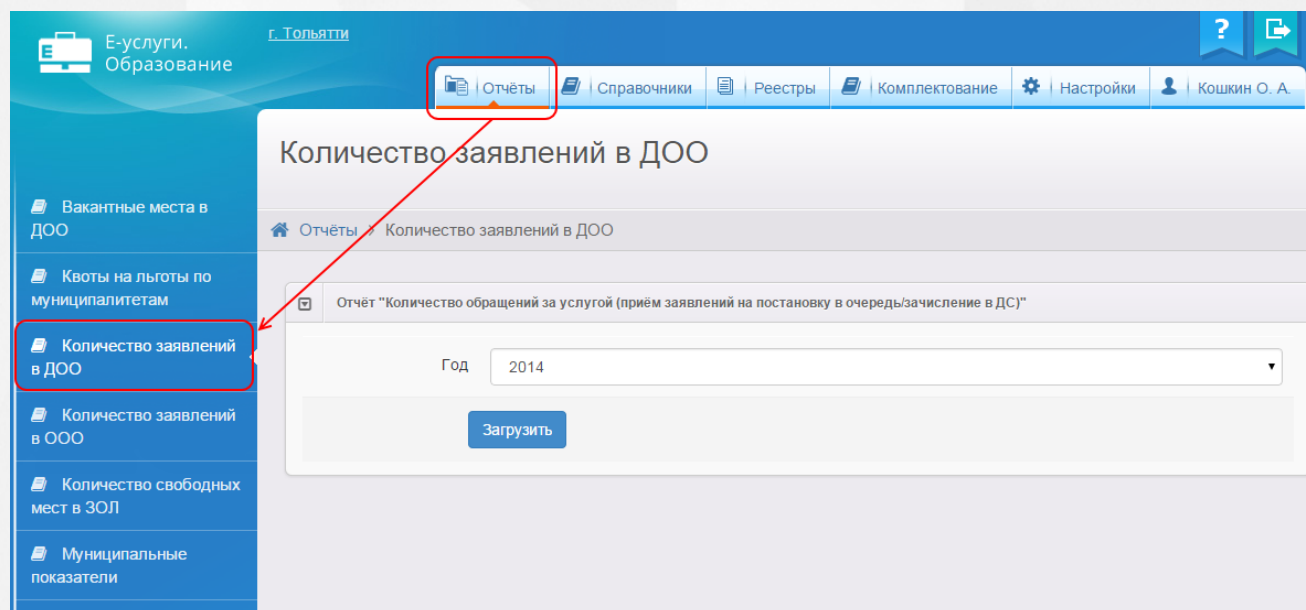 Е-услуги.
Образование
г. Тольятти
?
Отчёты
Справочники
Реестры
Комплектование
Настройки
Кошкин О. А.
Количество заявлений в ДОО
Отчёты > Количество заявлений в ДОО
Вакантные места в
ДОО
Квоты на льготы по
муниципалитетам
Количество заявлений
в ДОО
Количество заявлений
в ООО
Количество свободных
мест в ЗОЛ
Муниципальные
показатели
Отчёт "Количество обращений за услугой (приём заявлений на постановку в очередь/зачисление в ДС)"
Год
2014
Загрузить